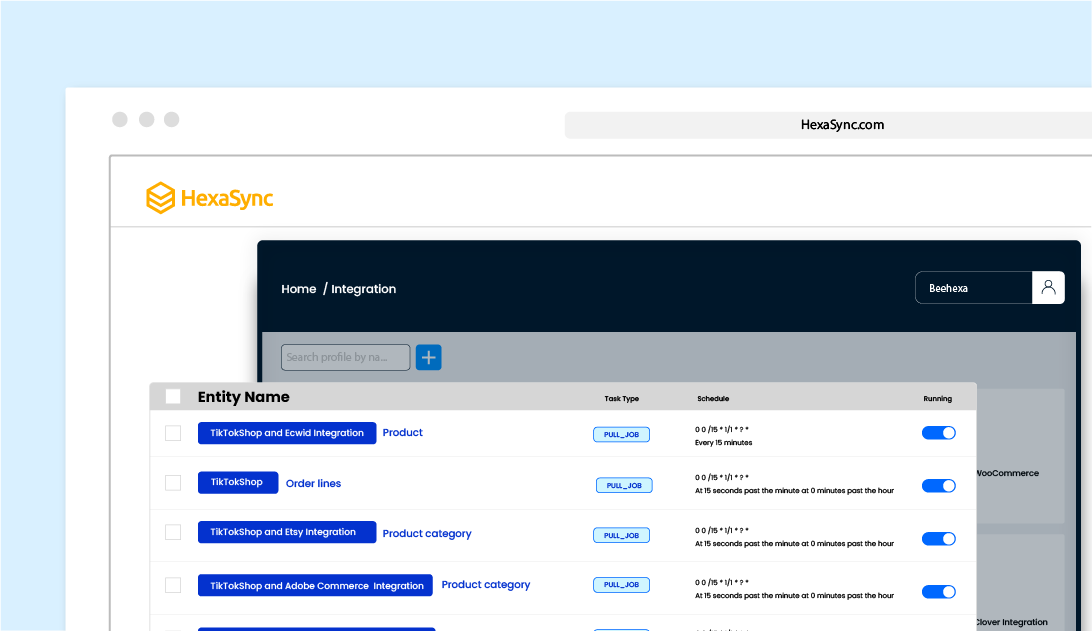 HexaSync.com
HexaSync
Home / Integration
Beehexa
Search profile by na...
Entity Name Task Type Schedule Running
TikTokShop and Ecwid Integration Product PULL_JOB 0 0 /15 * 1/1 * ? *
Every 15 minutes
TikTokShop Order lines PULL_JOB 0 0 /15 * 1/1 * ? *
At 15 seconds past the minute at 0 minutes past the hour
WooCommerce
TikTokShop and Etsy Integration Product category PULL_JOB 0 0 /15 * 1/1 * ? *
At 15 seconds past the minute at 0 minutes past the hour
TikTokShop and Adobe Commerce Integration Product category PULL_JOB 0 0 /15 * 1/1 * ? *
At 15 seconds past the minute at 0 minutes past the hour
Clover Integration